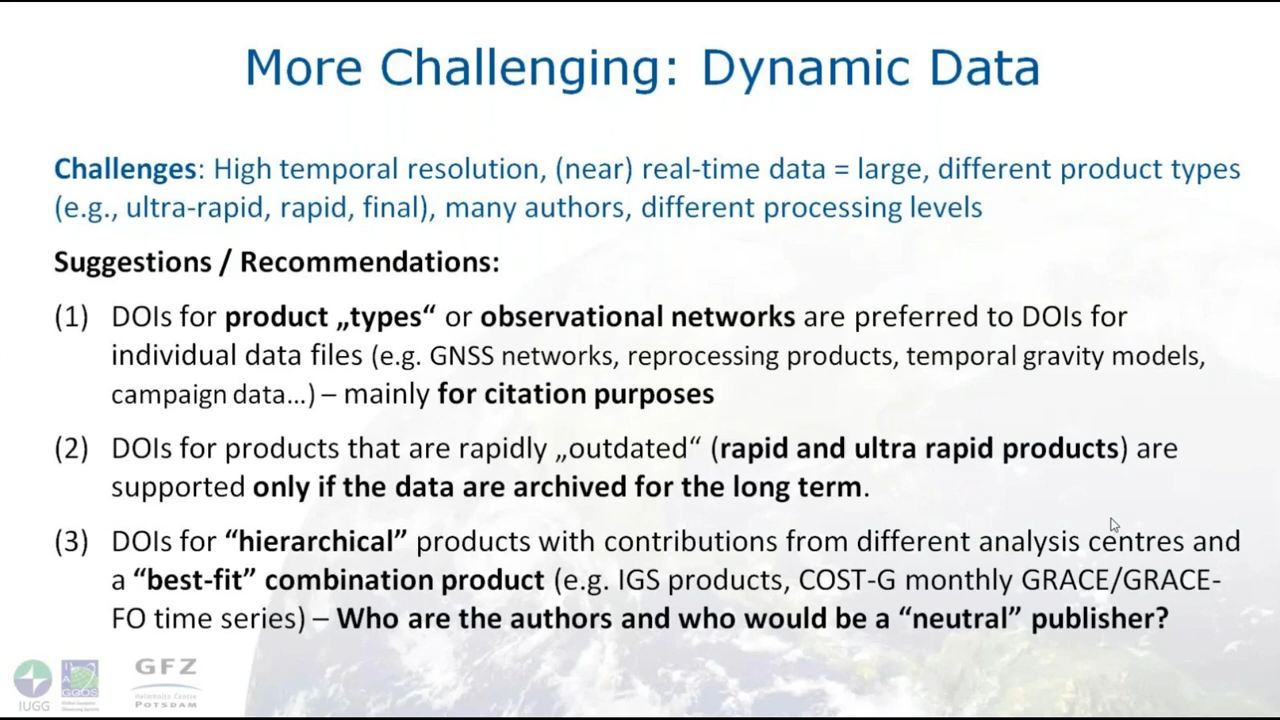 More Challenging: Dynamic Data
Challenges: High temporal resolution, (near) real-time data = large, different product types
(e.g., ultra-rapid, rapid, final), many authors, different processing levels
Suggestions / Recommendations:
(1) DOIs for product „types“ or observational networks are preferred to DOIs for
individual data files (e.g. GNSS networks, reprocessing products, temporal gravity models,
campaign data…) – mainly for citation purposes
(2) DOIs for products that are rapidly „outdated“ (rapid and ultra rapid products) are
supported only if the data are archived for the long term.
(3) DOIs for “hierarchical” products with contributions from different analysis centres and
a “best-fit” combination product (e.g. IGS products, COST-G monthly GRACE/GRACE-
FO time series) – Who are the authors and who would be a “neutral” publisher?
IUGG
GGOS
GFZ
Helmholtz Centre
POTSDAM